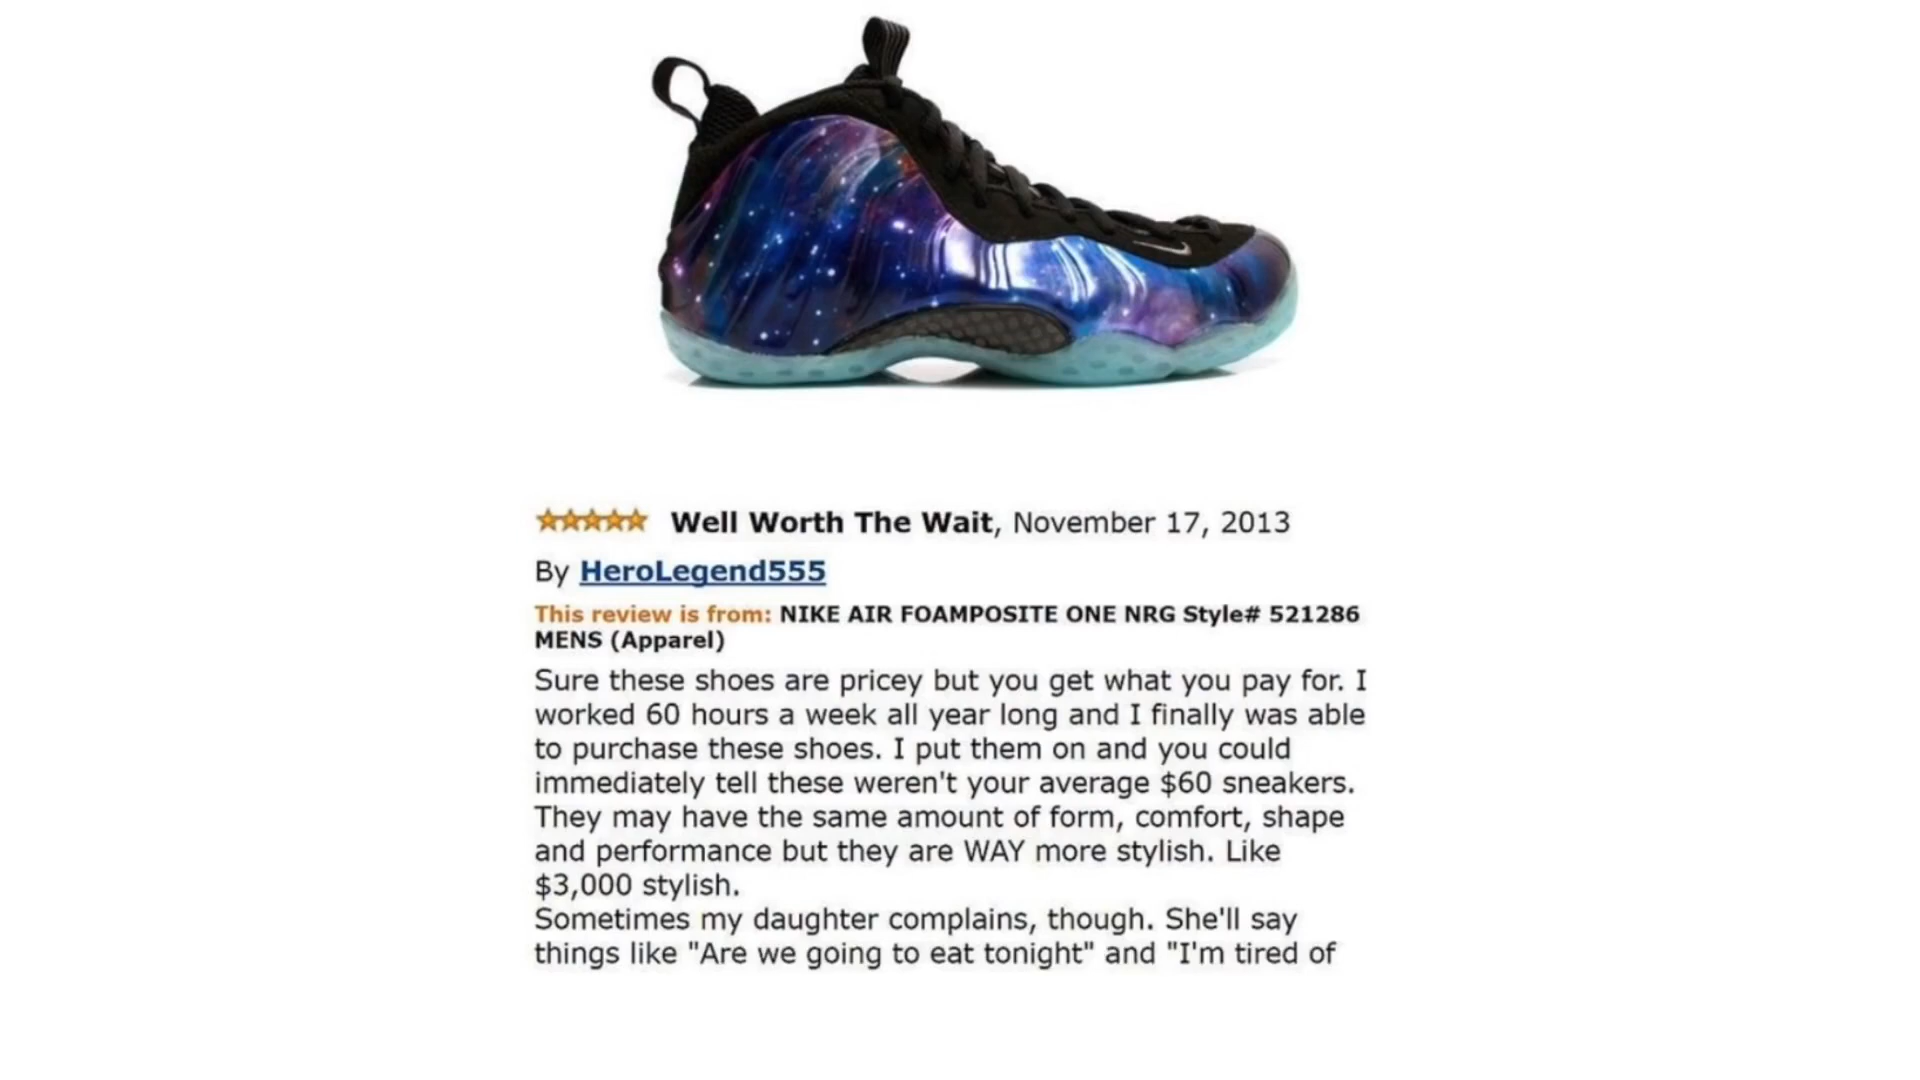 Well Worth The Wait, November 17, 2013
By HeroLegend555
This review is from: NIKE AIR FOAMPOSITE ONE NRG Style# 521286
MENS (Apparel)
Sure these shoes are pricey but you get what you pay for. I
worked 60 hours a week all year long and I finally was able
to purchase these shoes. I put them on and you could
immediately tell these weren't your average $60 sneakers.
They may have the same amount of form, comfort, shape
and performance but they are WAY more stylish. Like
$3,000 stylish.
Sometimes my daughter complains, though. She'll say
things like "Are we going to eat tonight" and "I'm tired of